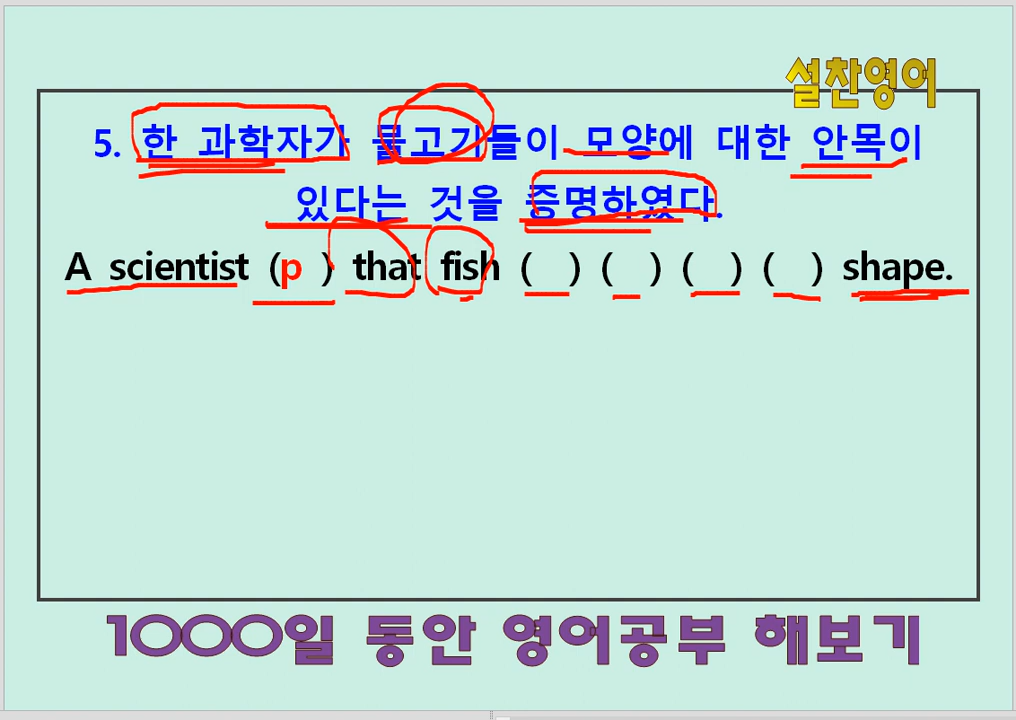 설찬영어
5. 한 과학자가 물고기들이 모양에 대한 안목이
있다는 것을 증명하였다.
A scientist (p ) that fish ( ) ( ) ( ) ( ) shape.
1000일 동안 영어공부 해보기